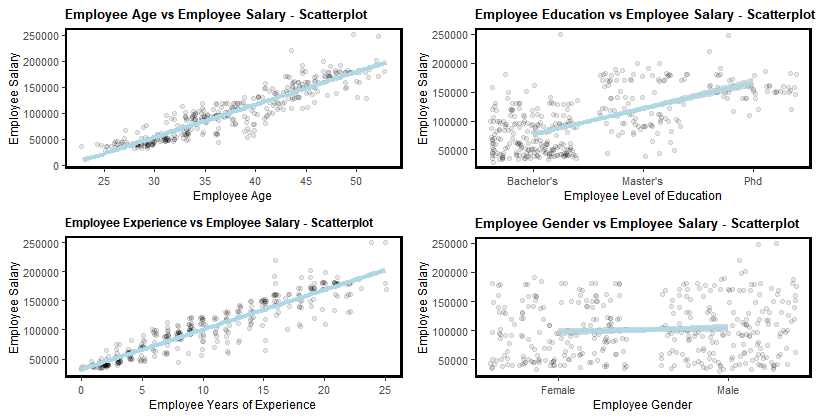 Employee Age vs Employee Salary - Scatterplot
Employee Salary
250000
200000
150000
100000
50000
0
25 30 35 40 45 50
Employee Age
Employee Education vs Employee Salary - Scatterplot
Employee Salary
250000
200000
150000
100000
50000
Bachelor's Master's Phd
Employee Level of Education
Employee Experience vs Employee Salary - Scatterplot
Employee Salary
250000
200000
150000
100000
50000
0 5 10 15 20 25
Employee Years of Experience
Employee Gender vs Employee Salary - Scatterplot
Employee Salary
250000
200000
150000
100000
50000
Female Male
Employee Gender